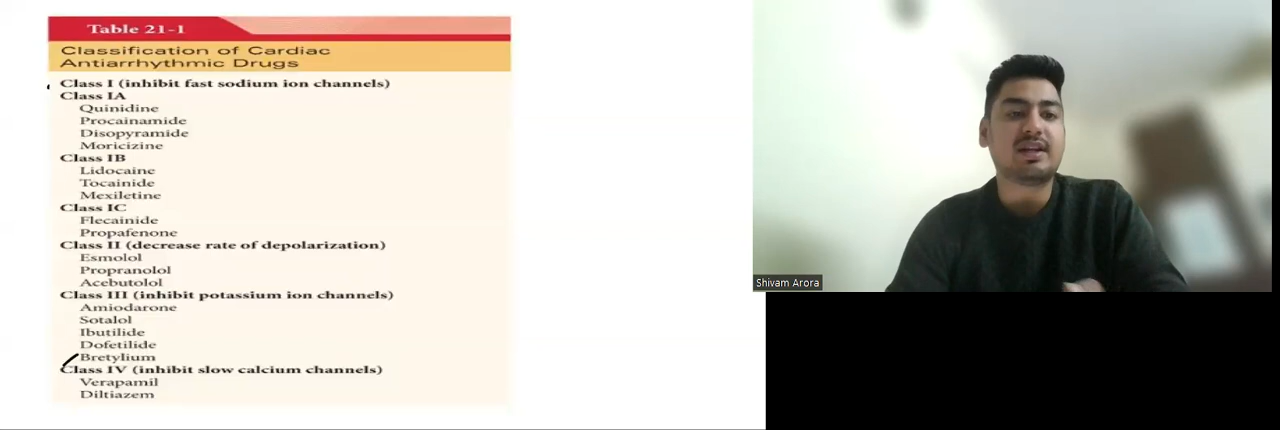 Table 21-1
Classification of Cardiac
Antiarrhythmic Drugs
Class I (inhibit fast sodium ion channels)
Class IA
Quinidine
Procainamide
Disopyramide
Moricizine
Class IB
Lidocaine
Tocainide
Mexiletine
Class IC
Flecainide
Propafenone
Class II (decrease rate of depolarization)
Esmolol
Propranolol
Acebutolol
Class III (inhibit potassium ion channels)
Amiodarone
Sotalol
Ibutilide
Dofetilide
Bretylium
Class IV (inhibit slow calcium channels)
Verapamil
Diltiazem
Shivam Arora